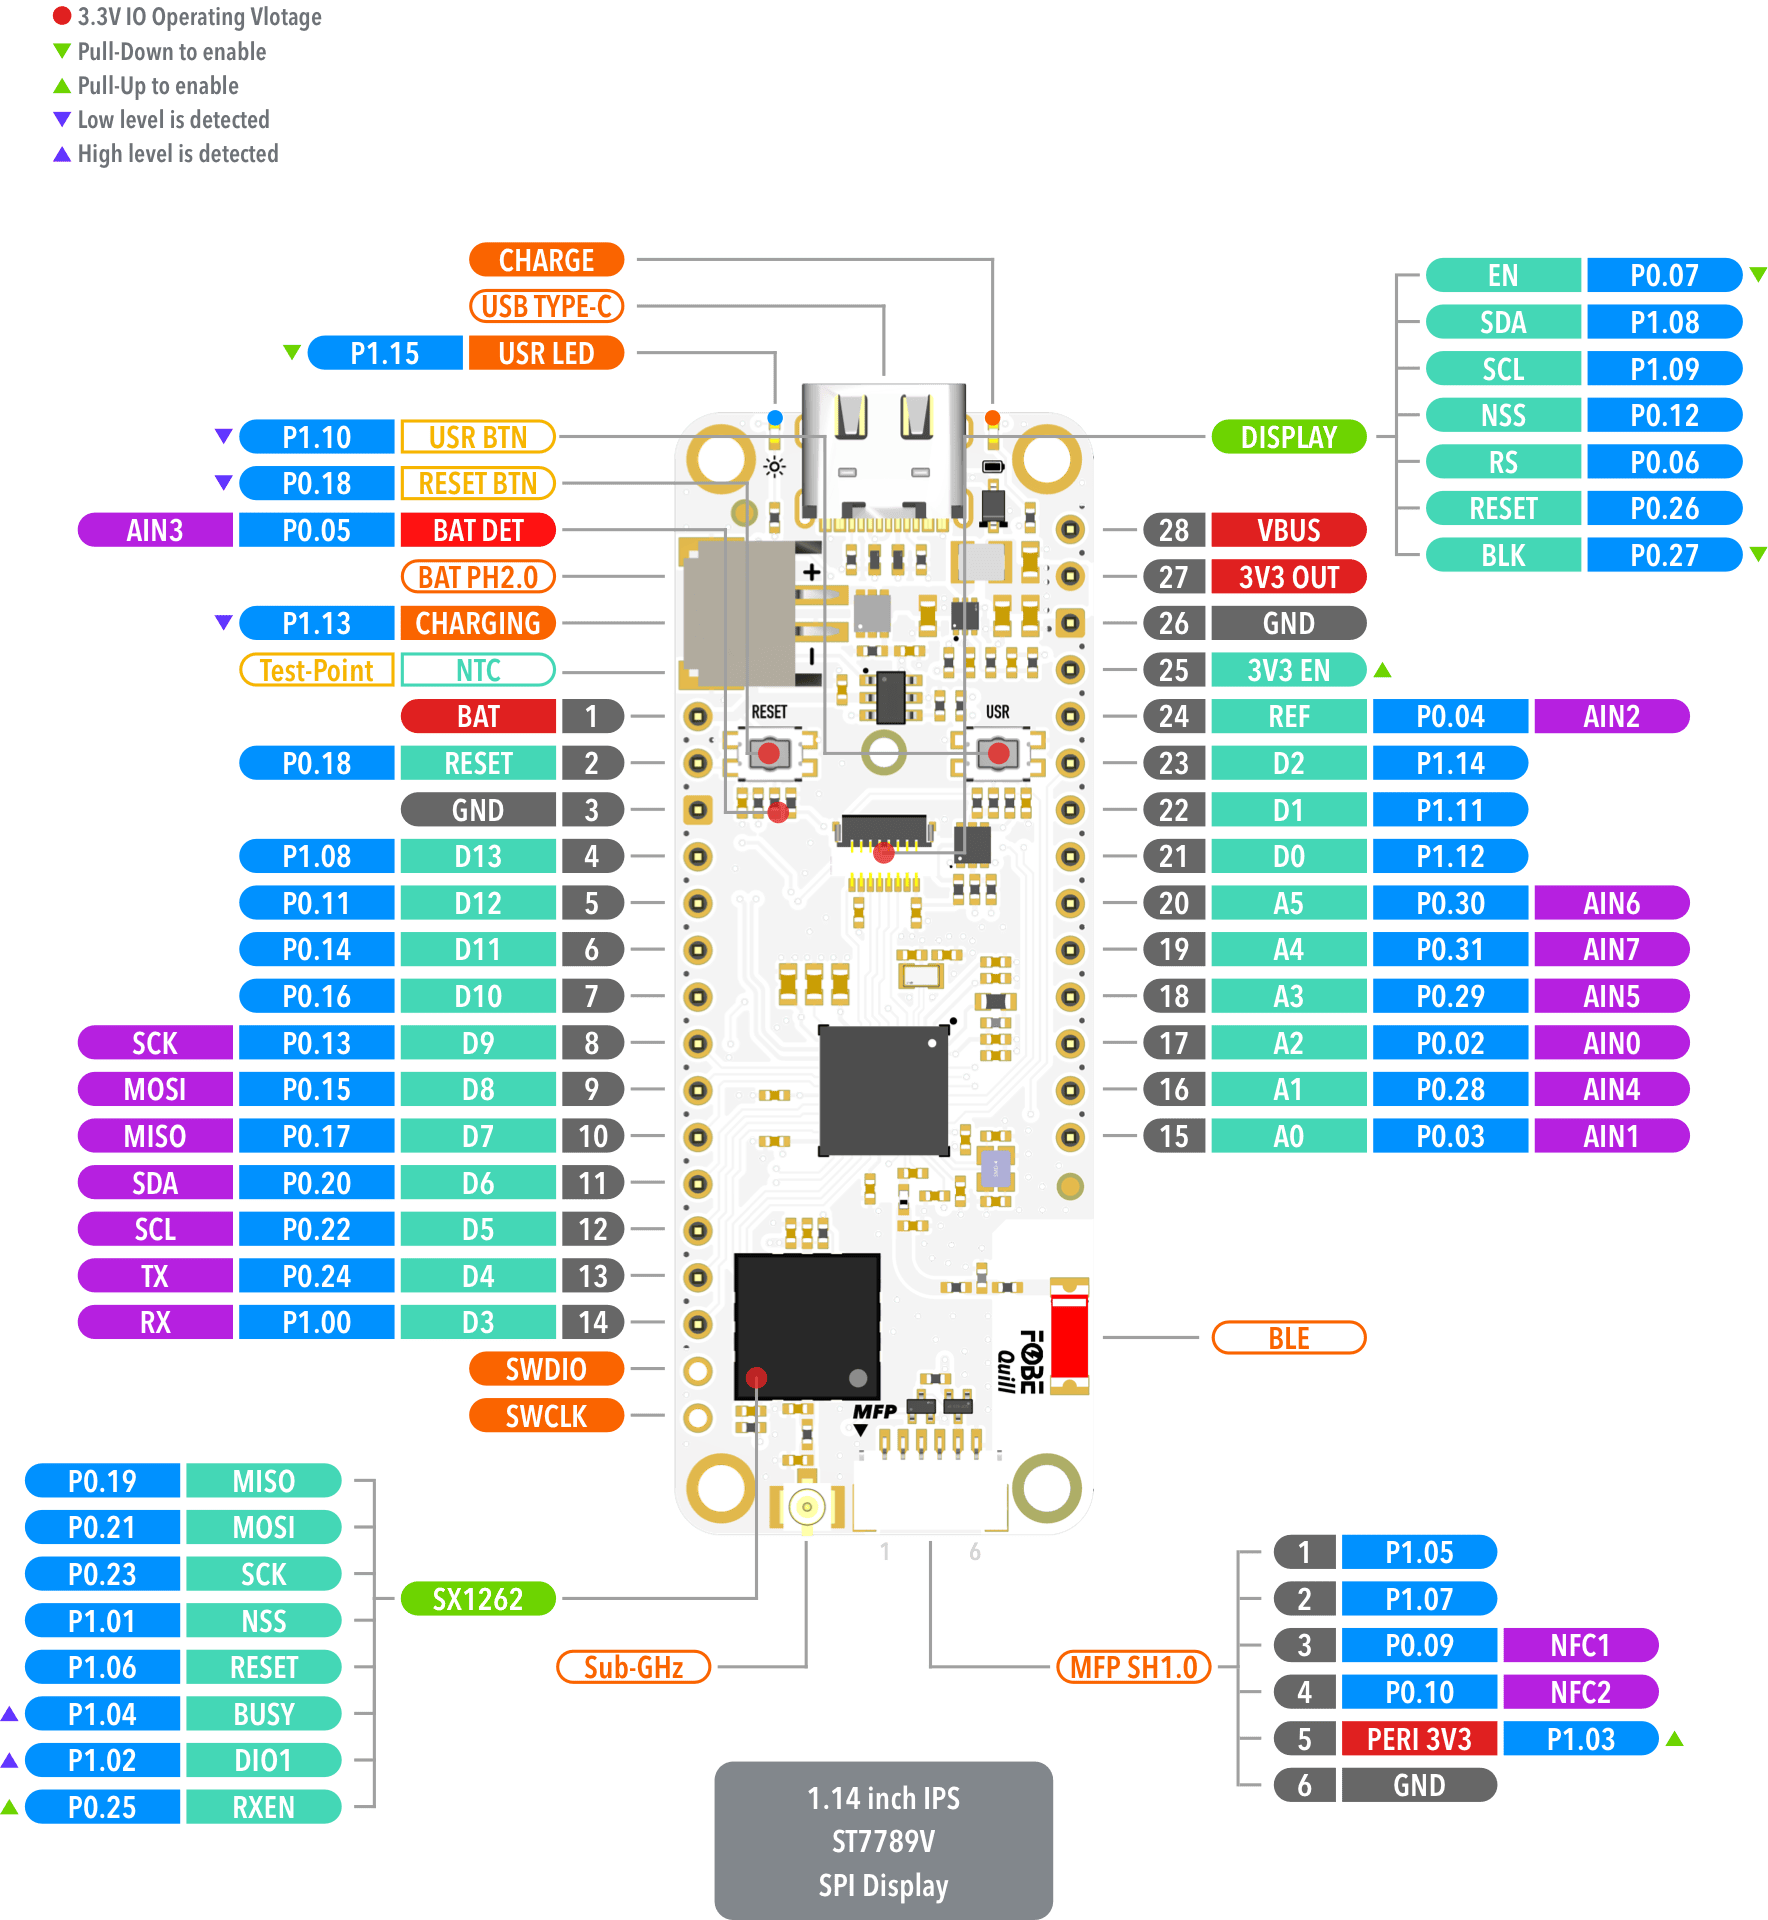 3.3V IO Operating Vlotage
Pull-Down to enable
Pull-Up to enable
Low level is detected
High level is detected
CHARGE
USB TYPE-C
P1.15 USR LED
P1.10 USR BTN
P0.18 RESET BTN
AIN3 P0.05 BAT DET
BAT PH2.0
P1.13 CHARGING
Test-Point NTC
BAT 1
P0.18 RESET 2
GND 3
P1.08 D13 4
P0.11 D12 5
P0.14 D11 6
P0.16 D10 7
SCK P0.13 D9 8
MOSI P0.15 D8 9
MISO P0.17 D7 10
SDA P0.20 D6 11
SCL P0.22 D5 12
TX P0.24 D4 13
RX P1.00 D3 14
SWDIO
SWCLK
P0.19 MISO
P0.21 MOSI
P0.23 SCK
P1.01 NSS
P1.06 RESET
P1.04 BUSY
P1.02 DIO1
P0.25 RXEN
SX1262
Sub-GHz
+
−
RESET
USR
FOBE
Quill
MFP
1 6
DISPLAY
EN P0.07
SDA P1.08
SCL P1.09
NSS P0.12
RS P0.06
RESET P0.26
BLK P0.27
28 VBUS
27 3V3 OUT
26 GND
25 3V3 EN
24 REF P0.04 AIN2
23 D2 P1.14
22 D1 P1.11
21 D0 P1.12
20 A5 P0.30 AIN6
19 A4 P0.31 AIN7
18 A3 P0.29 AIN5
17 A2 P0.02 AIN0
16 A1 P0.28 AIN4
15 A0 P0.03 AIN1
BLE
MFP SH1.0
1 P1.05
2 P1.07
3 P0.09 NFC1
4 P0.10 NFC2
5 PERI 3V3 P1.03
6 GND
1.14 inch IPS
ST7789V
SPI Display